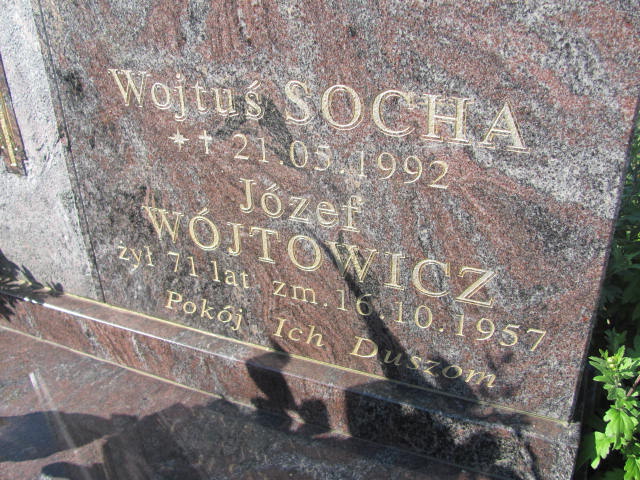 Wojtuś SOCHA
* † 21.05.1992
Józef
WÓJTOWICZ
żył 71 lat zm. 16.10.1957
Pokój Ich Duszom